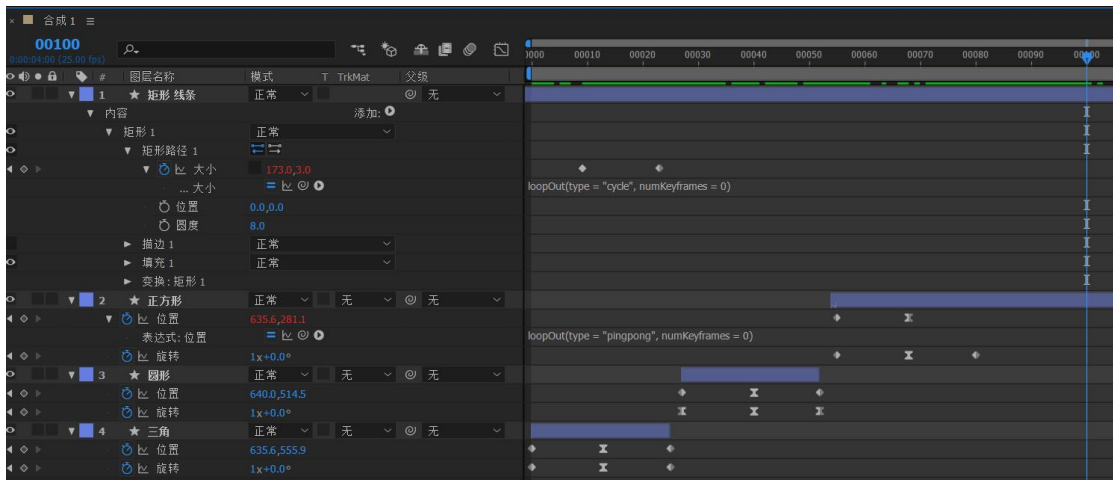 合成 1
00100
0:00:04:00 (25.00 fps)
0000 00010 00020 00030 00040 00050 00060 00070 00080 00090
# 图层名称 模式 T TrkMat 父级
1 ★ 矩形 线条 正常 无
内容 添加:
矩形 1 正常
矩形路径 1
大小 173.0,3.0
... 大小 loopOut(type = "cycle", numKeyframes = 0)
位置 0.0,0.0
圆度 8.0
描边 1 正常
填充 1 正常
变换: 矩形 1
2 ★ 正方形 正常 无 无
位置 635.6,281.1
表达式: 位置 loopOut(type = "pingpong", numKeyframes = 0)
旋转 1x+0.0°
3 ★ 圆形 正常 无 无
位置 640.0,514.5
旋转 1x+0.0°
4 ★ 三角 正常 无 无
位置 635.6,555.9
旋转 1x+0.0°